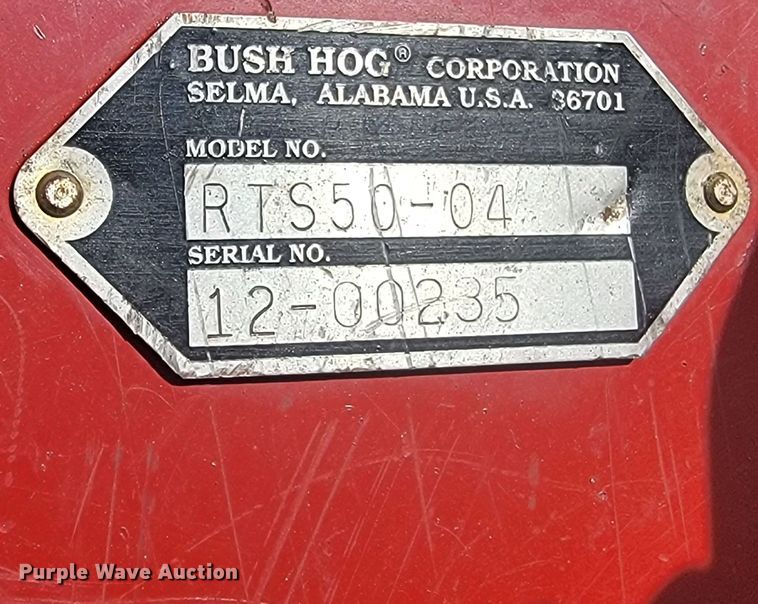 BUSH HOG® CORPORATION
SELMA, ALABAMA U.S.A. 36701
MODEL NO.
RTS50-04
SERIAL NO.
12-00235
Purple Wave Auction